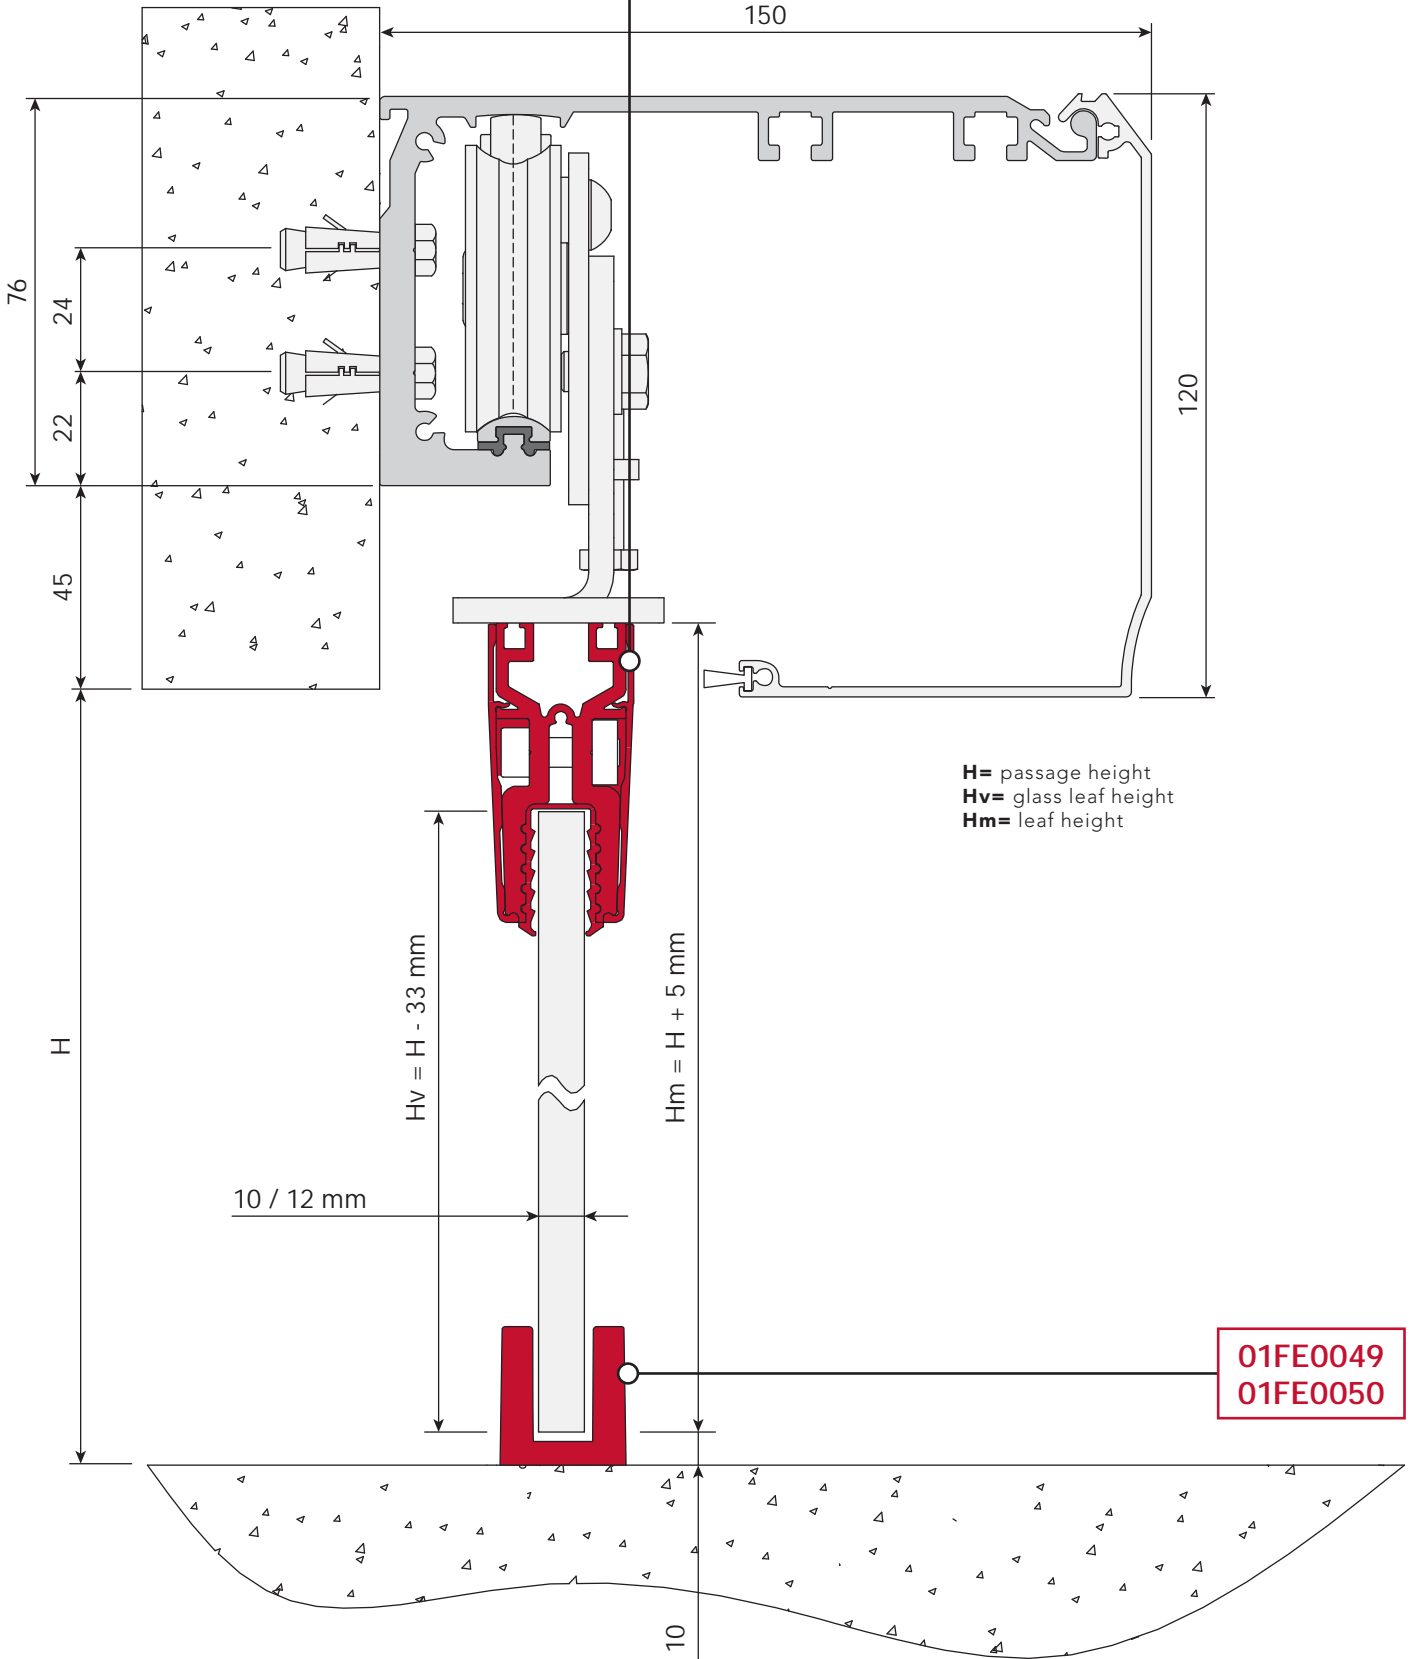 150
76
24
22
120
45
H= passage height
Hv= glass leaf height
Hm= leaf height
Hv = H - 33 mm
Hm = H + 5 mm
H
10 / 12 mm
01FE0049
01FE0050
10